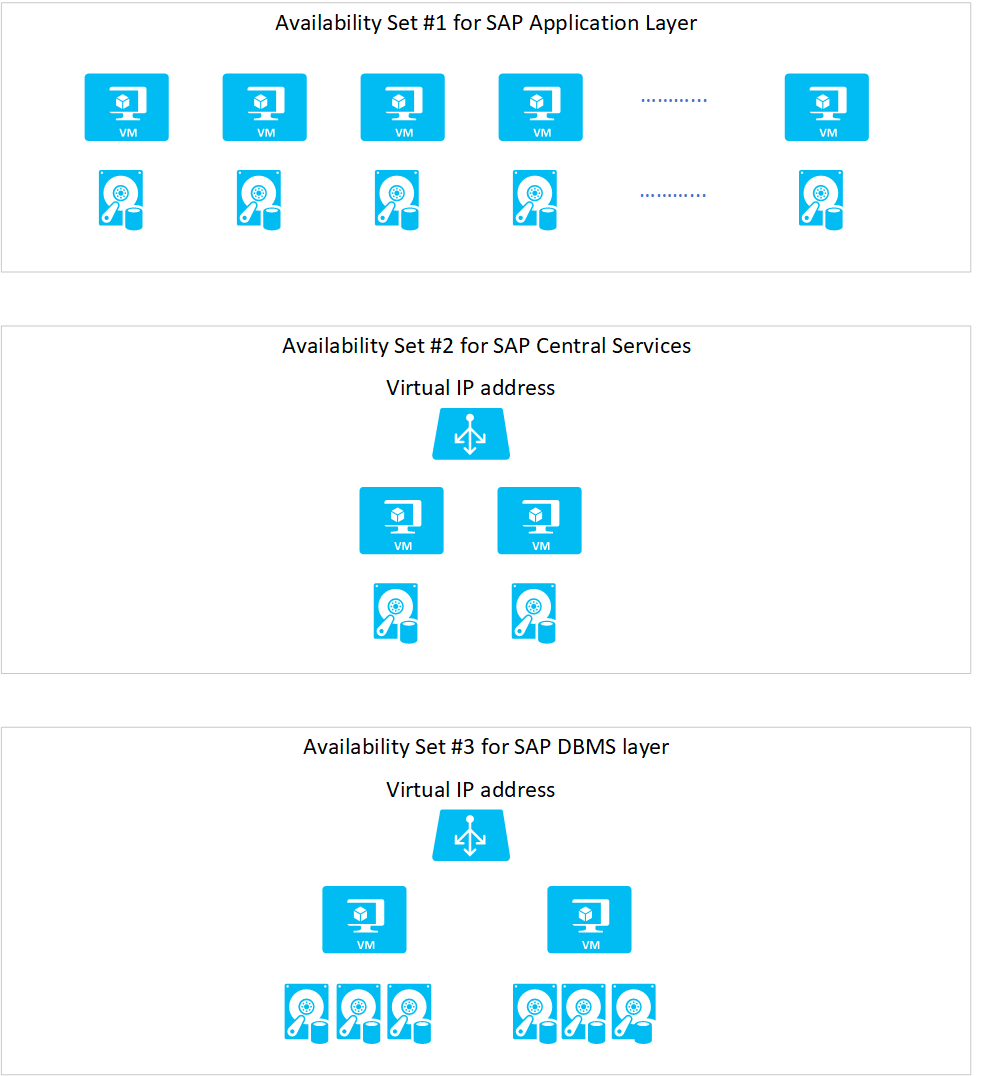 Availability Set #1 for SAP Application Layer
VM VM VM VM ............ VM
............
Availability Set #2 for SAP Central Services
Virtual IP address
VM VM
Availability Set #3 for SAP DBMS layer
Virtual IP address
VM VM